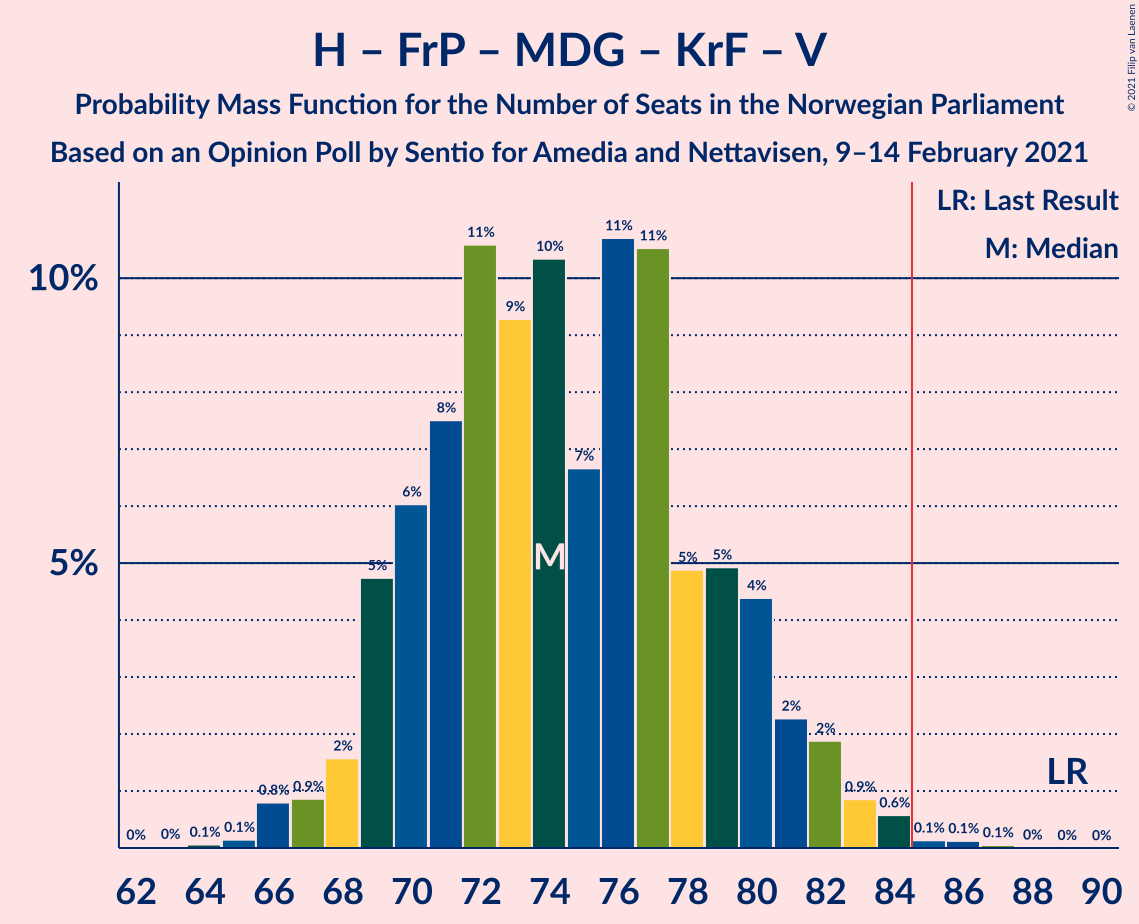 H – FrP – MDG – KrF – V
Probability Mass Function for the Number of Seats in the Norwegian Parliament
Based on an Opinion Poll by Sentio for Amedia and Nettavisen, 9–14 February 2021
© 2021 Filip van Laenen
LR: Last Result
M: Median
10%
5%
0% 0% 0.1% 0.1% 0.8% 0.9% 2% 5% 6% 8% 11% 9% 10% 7% 11% 11% 5% 5% 4% 2% 2% 0.9% 0.6% 0.1% 0.1% 0.1% 0% 0% 0%
M
LR
62 64 66 68 70 72 74 76 78 80 82 84 86 88 90